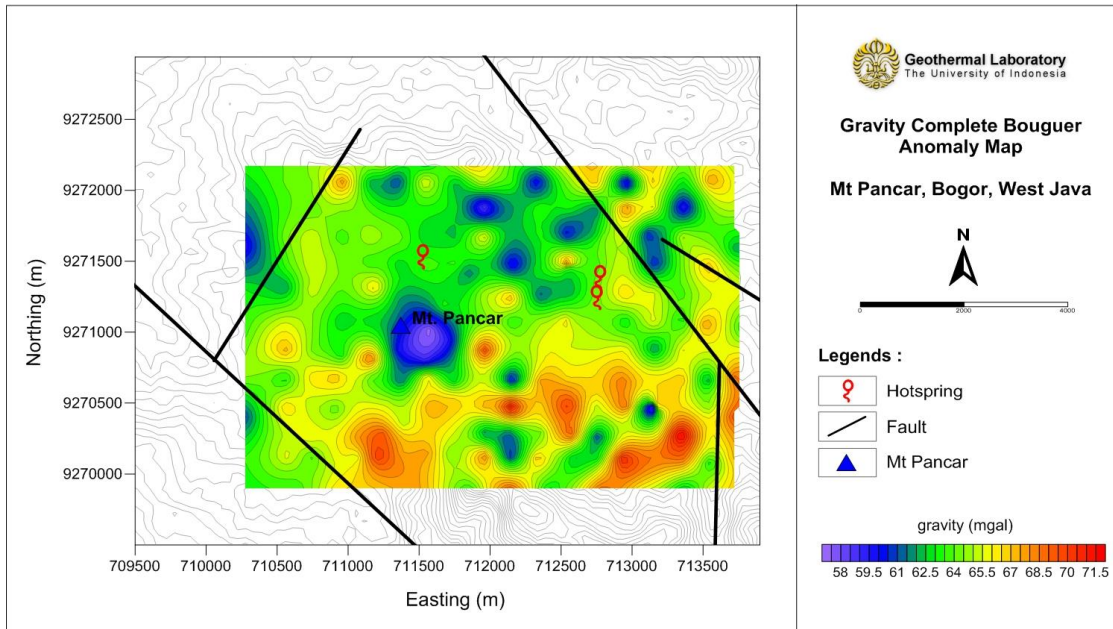 Geothermal Laboratory
The University of Indonesia
Gravity Complete Bouguer
Anomaly Map
Mt Pancar, Bogor, West Java
N
0 2000 4000
Legends :
Hotspring
Fault
Mt Pancar
gravity (mgal)
58 59.5 61 62.5 64 65.5 67 68.5 70 71.5
Northing (m)
9272500
9272000
9271500
9271000
9270500
9270000
Mt. Pancar
709500 710000 710500 711000 711500 712000 712500 713000 713500
Easting (m)